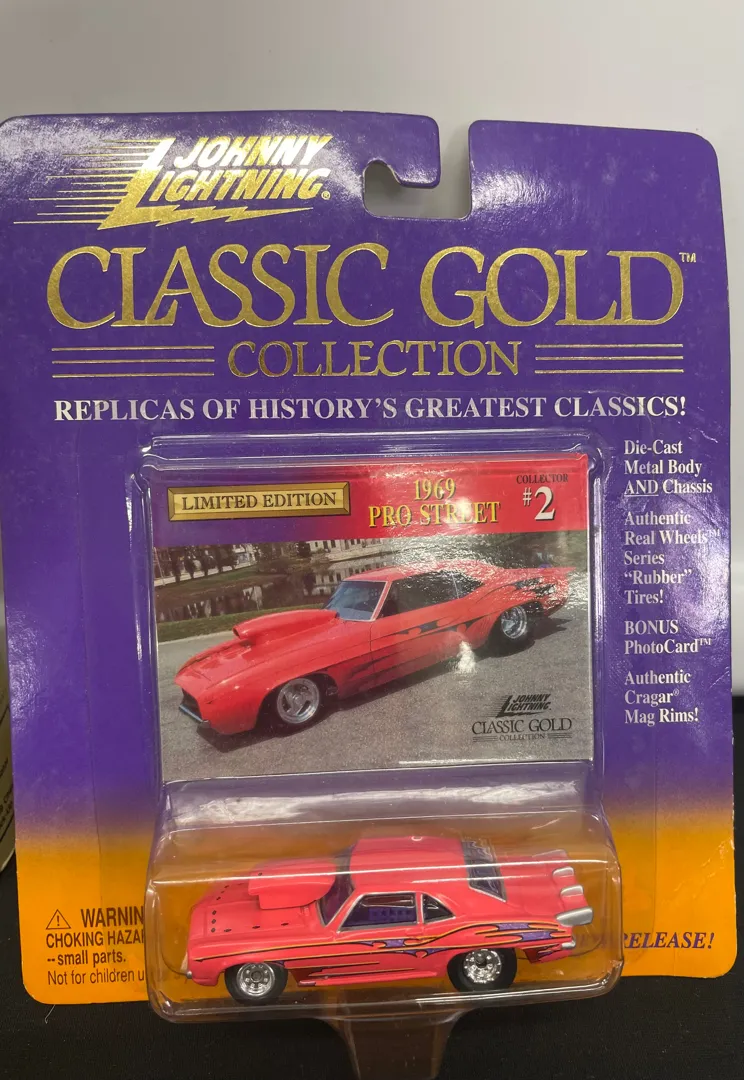 JOHNNY
LIGHTNING®
CLASSIC GOLD™
COLLECTION
REPLICAS OF HISTORY'S GREATEST CLASSICS!
LIMITED EDITION
1969
PRO STREET
COLLECTOR
#2
JOHNNY
LIGHTNING
CLASSIC GOLD
COLLECTION
Die-Cast
Metal Body
AND Chassis
Authentic
Real Wheels™
Series
"Rubber"
Tires!
BONUS
PhotoCard™
Authentic
Cragar®
Mag Rims!
⚠ WARNIN
CHOKING HAZA
--small parts.
Not for children u
RELEASE!